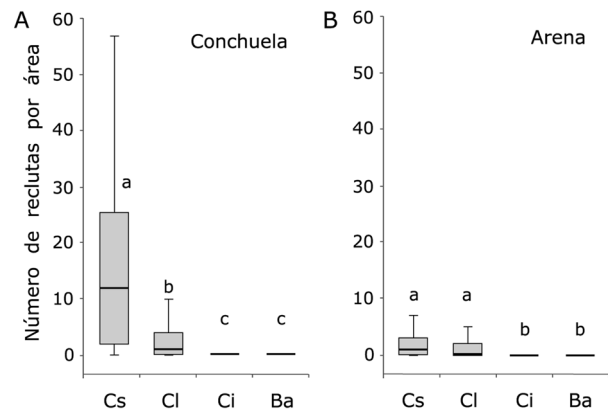 A
Conchuela
Número de reclutas por área
60
50
40
30
20
10
0
a
b
c
c
Cs
Cl
Ci
Ba
B
Arena
60
50
40
30
20
10
0
a
a
b
b
Cs
Cl
Ci
Ba